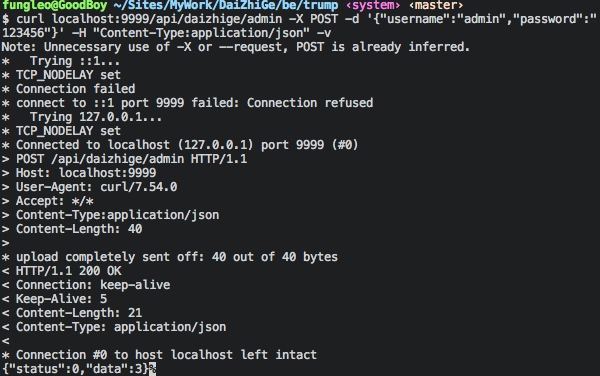 fungleo@GoodBoy ~/Sites/MyWork/DaiZhiGe/be/trump ‹system› ‹master›
$ curl localhost:9999/api/daizhige/admin -X POST -d '{"username":"admin","password":"
123456"}' -H "Content-Type:application/json" -v
Note: Unnecessary use of -X or --request, POST is already inferred.
*   Trying ::1...
* TCP_NODELAY set
* Connection failed
* connect to ::1 port 9999 failed: Connection refused
*   Trying 127.0.0.1...
* TCP_NODELAY set
* Connected to localhost (127.0.0.1) port 9999 (#0)
> POST /api/daizhige/admin HTTP/1.1
> Host: localhost:9999
> User-Agent: curl/7.54.0
> Accept: */*
> Content-Type:application/json
> Content-Length: 40
>
* upload completely sent off: 40 out of 40 bytes
< HTTP/1.1 200 OK
< Connection: keep-alive
< Keep-Alive: 5
< Content-Length: 21
< Content-Type: application/json
<
* Connection #0 to host localhost left intact
{"status":0,"data":3}%